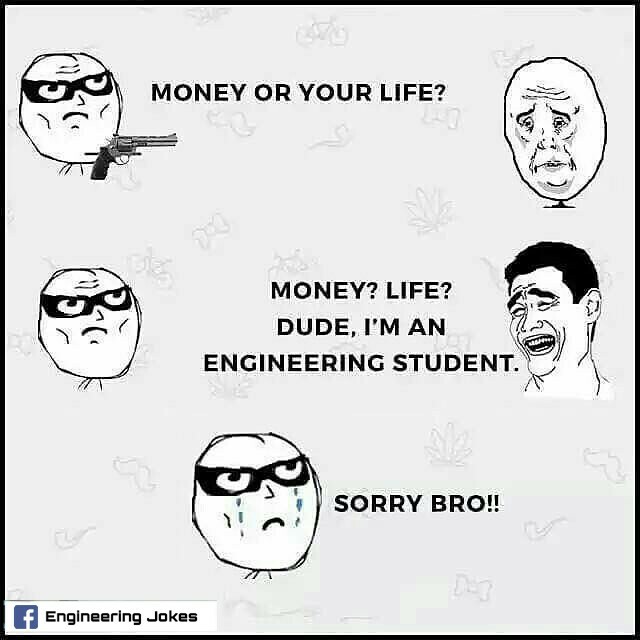 MONEY OR YOUR LIFE?
MONEY? LIFE?
DUDE, I'M AN
ENGINEERING STUDENT.
SORRY BRO!!
f Engineering Jokes